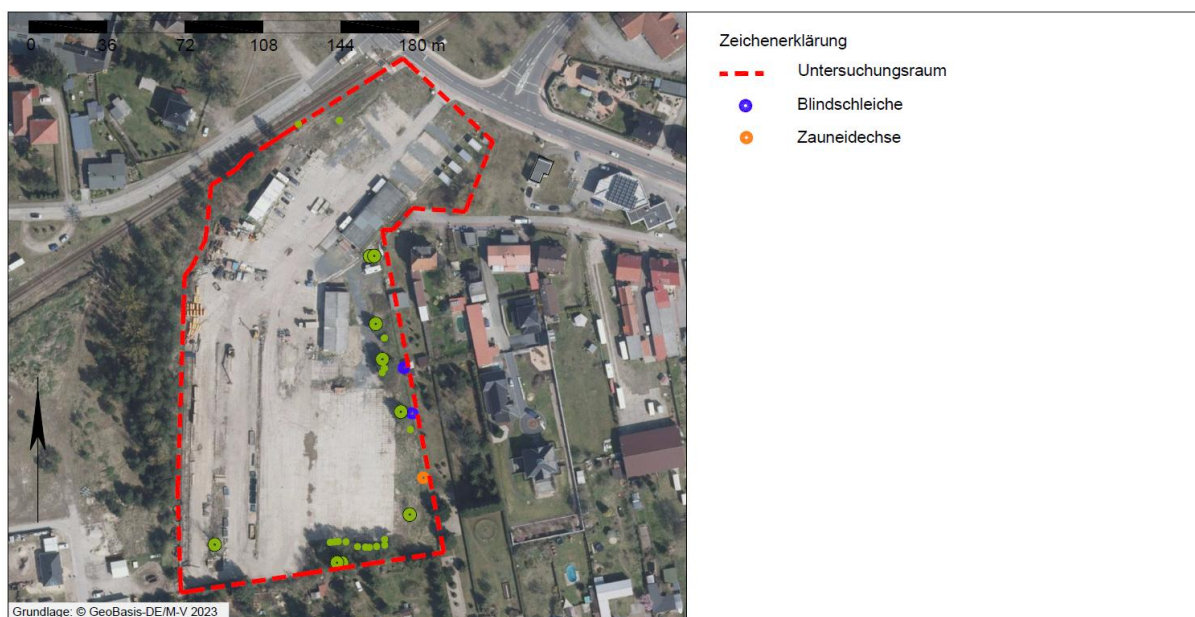 0 36 72 108 144 180 m
Zeichenerklärung
Untersuchungsraum
Blindschleiche
Zauneidechse
Grundlage: © GeoBasis-DE/M-V 2023